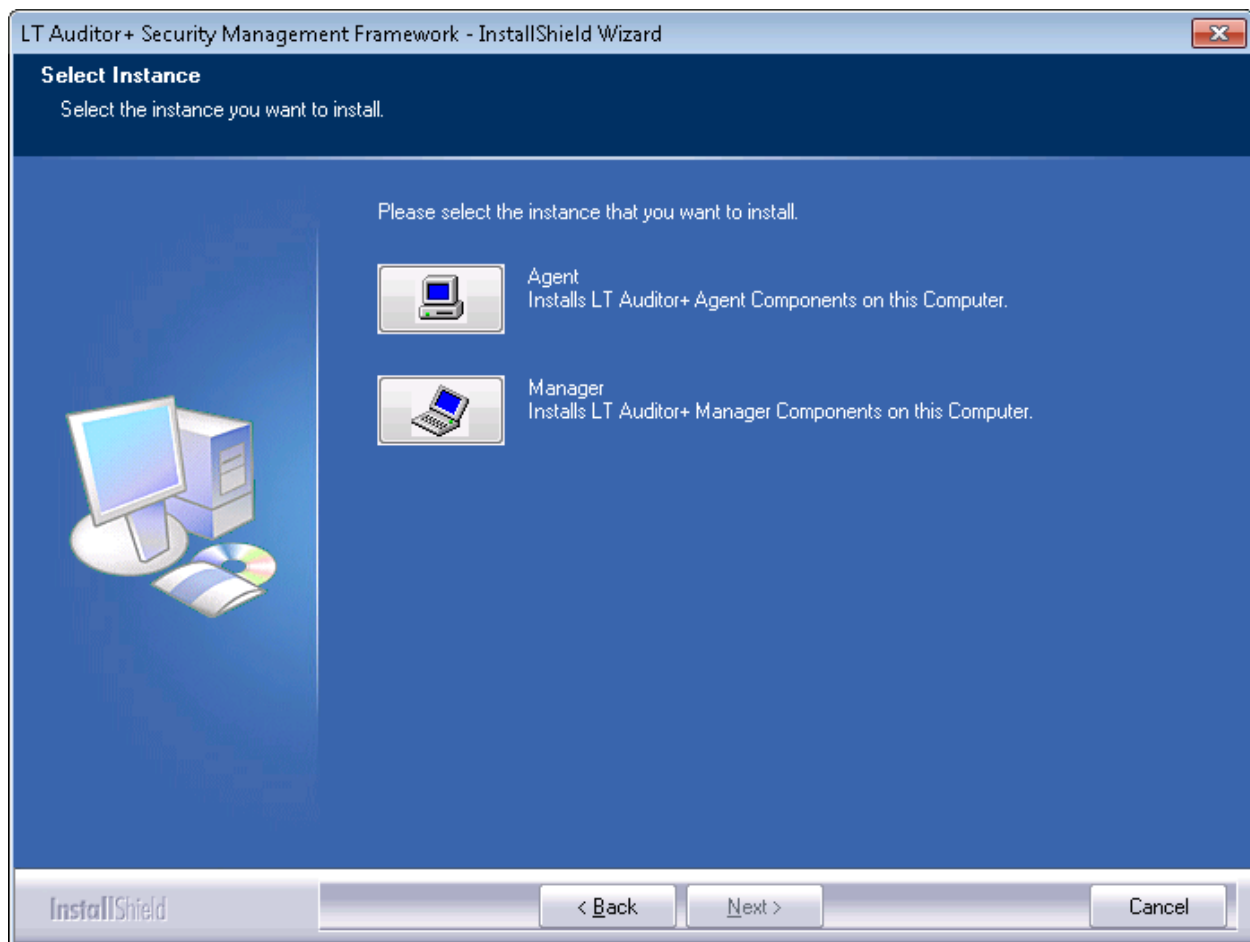 LT Auditor+ Security Management Framework - InstallShield Wizard
Select Instance
Select the instance you want to install.
Please select the instance that you want to install.
Agent
Installs LT Auditor+ Agent Components on this Computer.
Manager
Installs LT Auditor+ Manager Components on this Computer.
InstallShield
< Back
Next >
Cancel